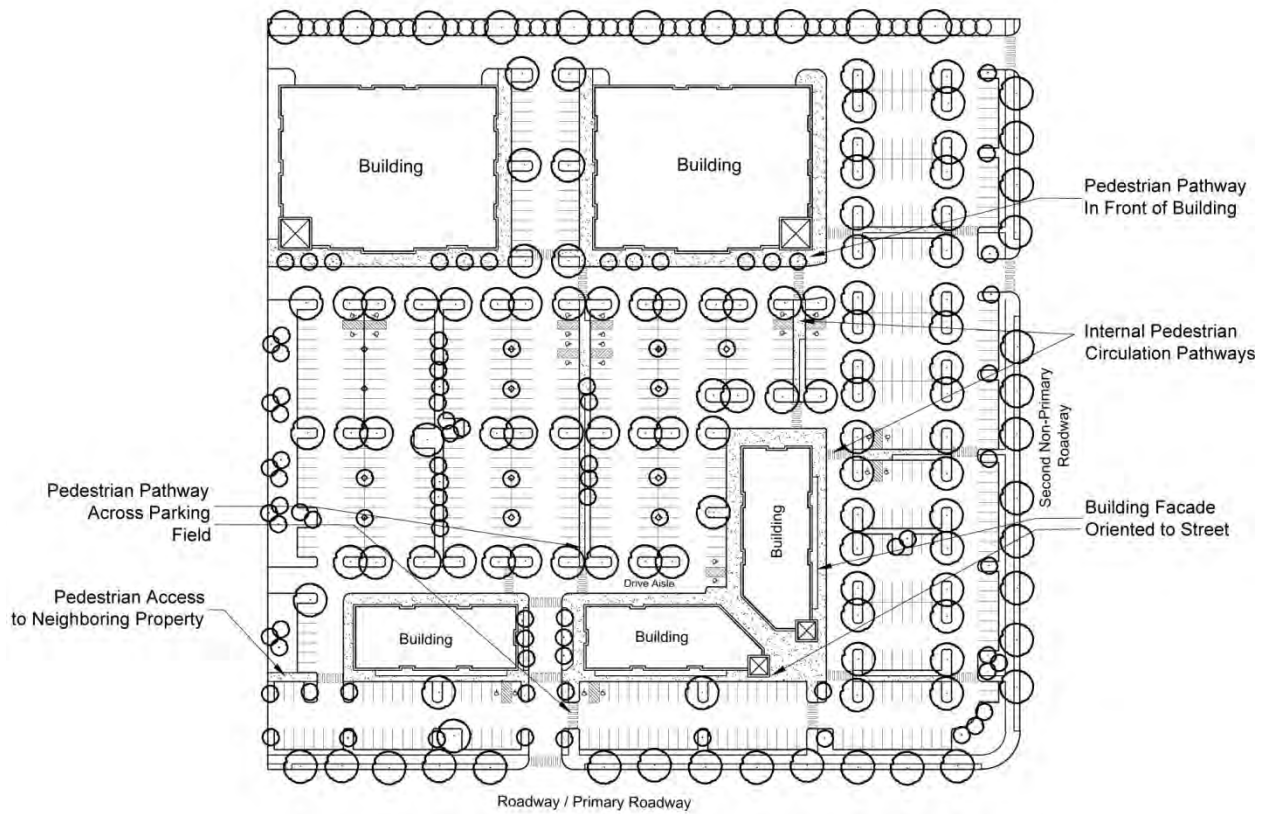 Building
Building
Pedestrian Pathway
In Front of Building
Internal Pedestrian
Circulation Pathways
Second Non-Primary
Roadway
Pedestrian Pathway
Across Parking
Field
Building
Building Facade
Oriented to Street
Drive Aisle
Pedestrian Access
to Neighboring Property
Building
Building
Roadway / Primary Roadway